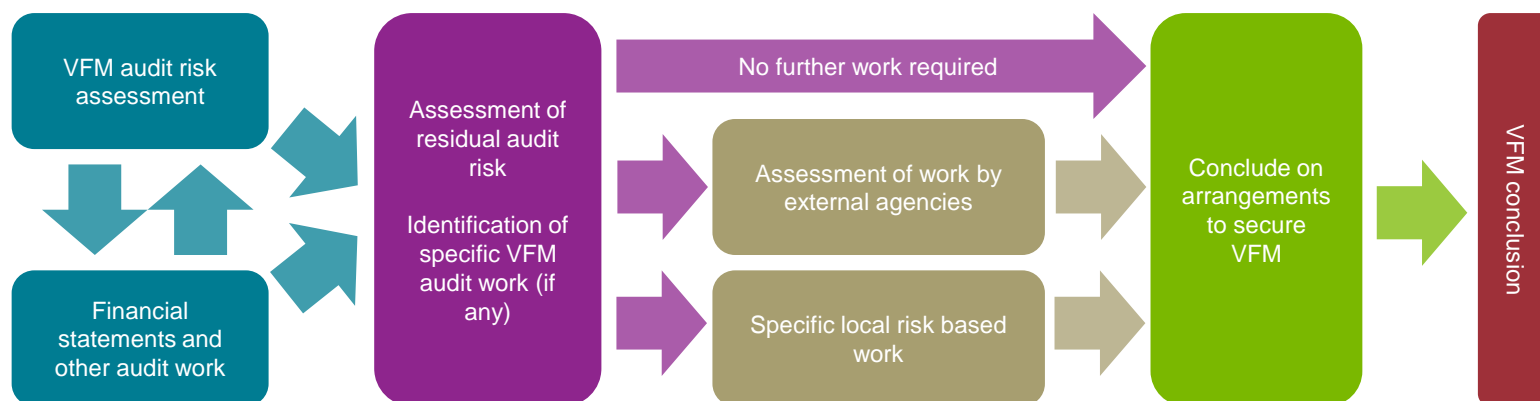 VFM audit risk
assessment
Financial
statements and
other audit work
Assessment of
residual audit
risk
Identification of
specific VFM
audit work (if
any)
No further work required
Assessment of work by
external agencies
Specific local risk based
work
Conclude on
arrangements
to secure
VFM
VFM conclusion